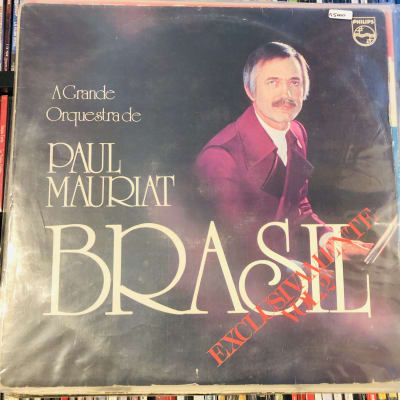 PHILIPS
A Grande
Orquestra de
PAUL
MAURIAT
BRASIL
EXCLUSIVAMENTE